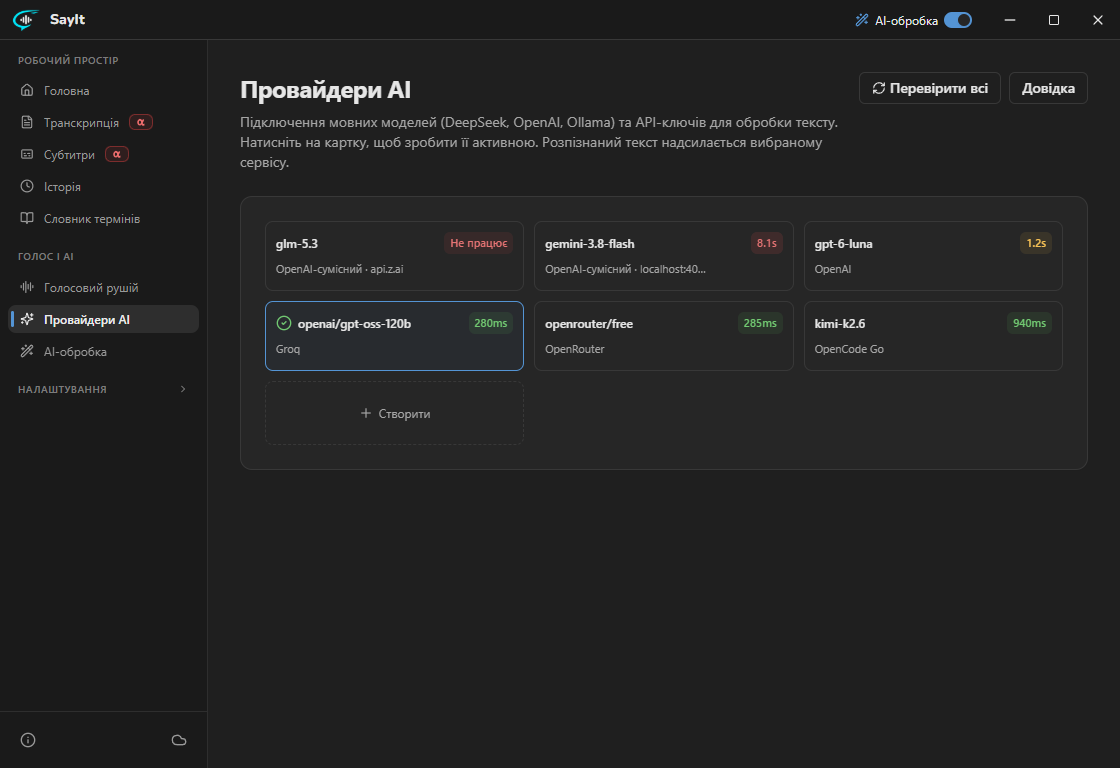 SayIt
AI-обробка
РОБОЧИЙ ПРОСТІР
Головна
Транскрипція α
Субтитри α
Історія
Словник термінів
ГОЛОС І AI
Голосовий рушій
Провайдери AI
AI-обробка
НАЛАШТУВАННЯ
Провайдери AI
Перевірити всі
Довідка
Підключення мовних моделей (DeepSeek, OpenAI, Ollama) та API-ключів для обробки тексту.
Натисніть на картку, щоб зробити її активною. Розпізнаний текст надсилається вибраному
сервісу.
glm-5.3 Не працює
OpenAI-сумісний · api.z.ai
gemini-3.8-flash 8.1s
OpenAI-сумісний · localhost:40...
gpt-6-luna 1.2s
OpenAI
openai/gpt-oss-120b 280ms
Groq
openrouter/free 285ms
OpenRouter
kimi-k2.6 940ms
OpenCode Go
Створити